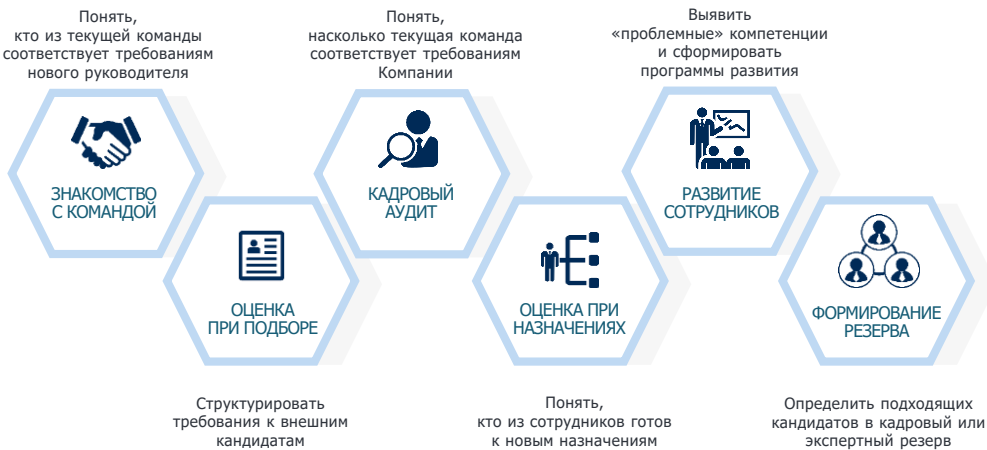 Понять,
кто из текущей команды
соответствует требованиям
нового руководителя
Понять,
насколько текущая команда
соответствует требованиям
Компании
Выявить
«проблемные» компетенции
и сформировать
программы развития
ЗНАКОМСТВО
С КОМАНДОЙ
КАДРОВЫЙ
АУДИТ
РАЗВИТИЕ
СОТРУДНИКОВ
ОЦЕНКА
ПРИ ПОДБОРЕ
ОЦЕНКА ПРИ
НАЗНАЧЕНИЯХ
ФОРМИРОВАНИЕ
РЕЗЕРВА
Структурировать
требования к внешним
кандидатам
Понять,
кто из сотрудников готов
к новым назначениям
Определить подходящих
кандидатов в кадровый или
экспертный резерв